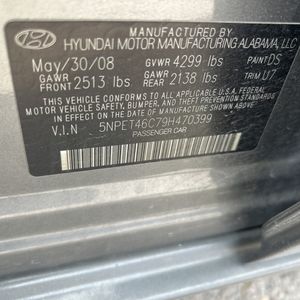 MANUFACTURED BY
HYUNDAI MOTOR MANUFACTURING ALABAMA, LLC
May/30/08 GVWR 4299 lbs PAINT DS
GAWR FRONT 2513 lbs GAWR REAR 2138 lbs TRIM U7
THIS VEHICLE CONFORMS TO ALL APPLICABLE U.S.A. FEDERAL
MOTOR VEHICLE SAFETY, BUMPER, AND THEFT PREVENTION STANDARDS
IN EFFECT ON THE DATE OF MANUFACTURE SHOWN ABOVE.
V.I.N 5NPET46C79H470399
PASSENGER CAR